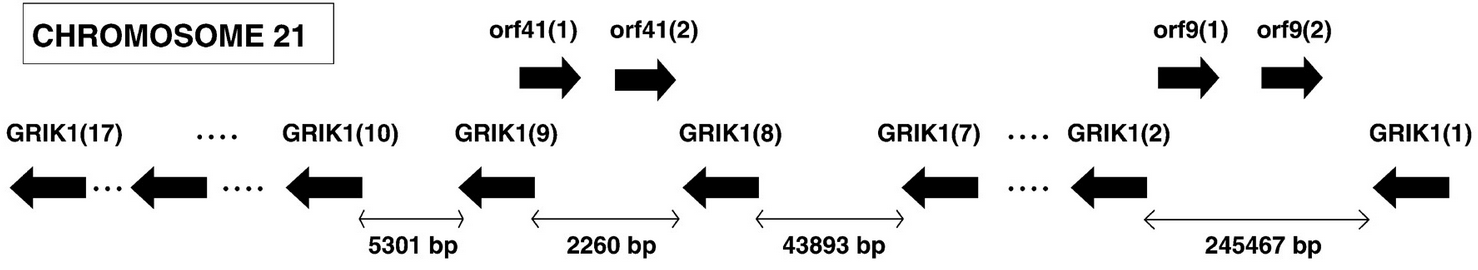 CHROMOSOME 21
orf41(1) orf41(2) orf9(1) orf9(2)
GRIK1(17) .... GRIK1(10) GRIK1(9) GRIK1(8) GRIK1(7) .... GRIK1(2) GRIK1(1)
... .... ....
5301 bp 2260 bp 43893 bp 245467 bp